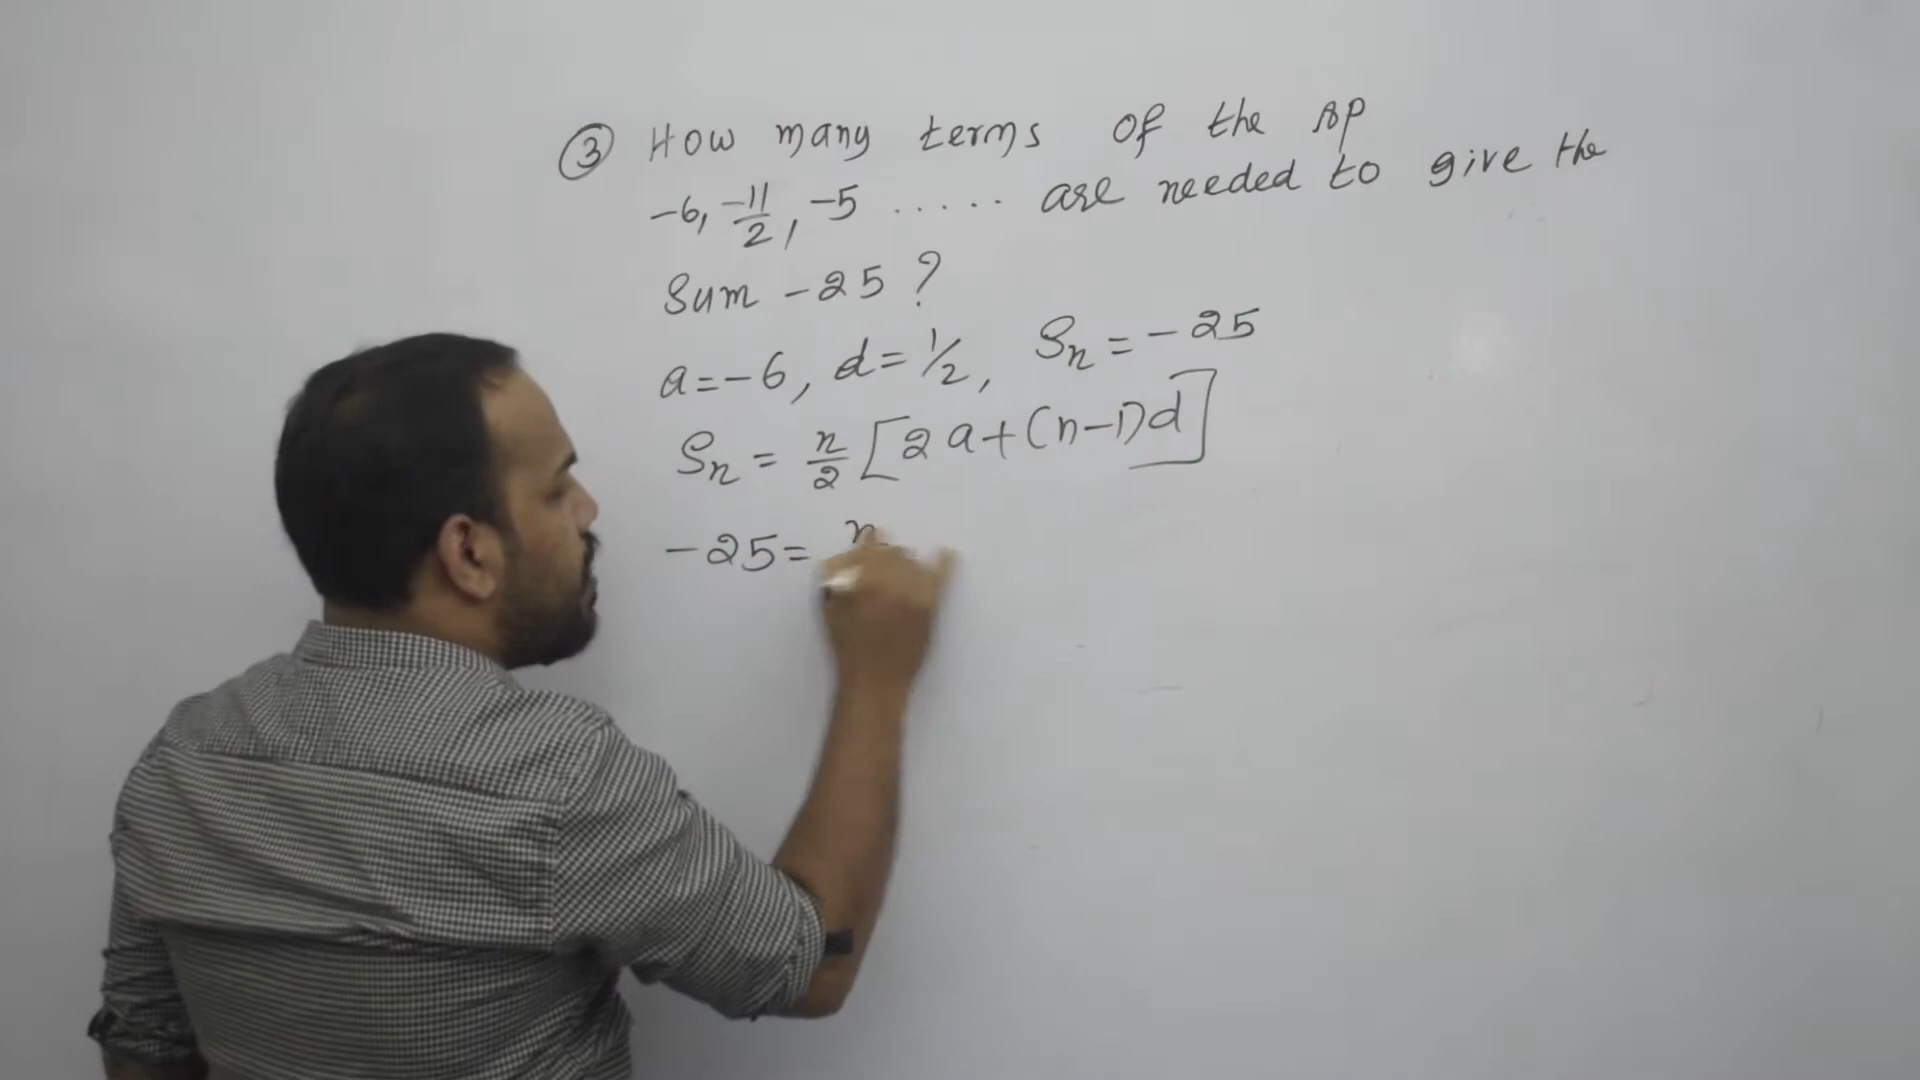 ③ How many terms of the AP
-6, -11/2, -5 ..... are needed to give the
Sum -25 ?
a=-6, d=1/2, Sn=-25
Sn = n/2 [2a+(n-1)d]
-25= n